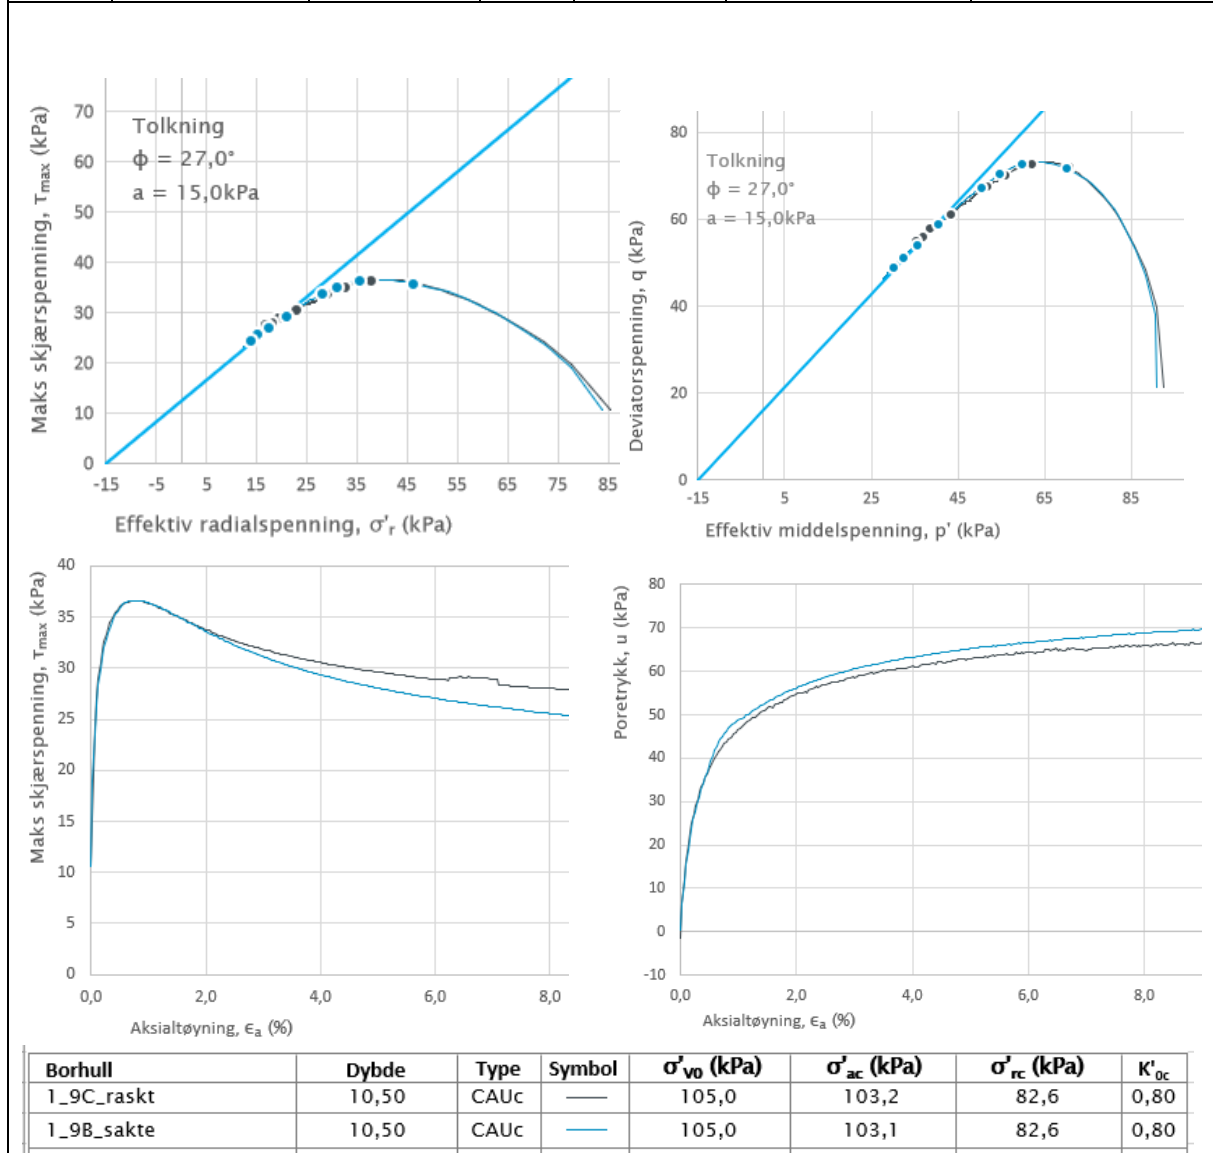 Maks skjærspenning, τmax (kPa)
70
60
50
40
30
20
10
0
Tolkning
ϕ = 27,0°
a = 15,0kPa
-15 -5 5 15 25 35 45 55 65 75 85
Effektiv radialspenning, σ'r (kPa)
Deviatorspenning, q (kPa)
80
60
40
20
0
Tolkning
ϕ = 27,0°
a = 15,0kPa
-15 5 25 45 65 85
Effektiv middelspenning, p' (kPa)
Maks skjærspenning, τmax (kPa)
40
35
30
25
20
15
10
5
0
0,0 2,0 4,0 6,0 8,0
Aksialtøyning, ϵa (%)
Poretrykk, u (kPa)
80
70
60
50
40
30
20
10
0
-10
0,0 2,0 4,0 6,0 8,0
Aksialtøyning, ϵa (%)
Borhull Dybde Type Symbol σ'v0 (kPa) σ'ac (kPa) σ'rc (kPa) K'0c
1_9C_raskt 10,50 CAUc 105,0 103,2 82,6 0,80
1_9B_sakte 10,50 CAUc 105,0 103,1 82,6 0,80